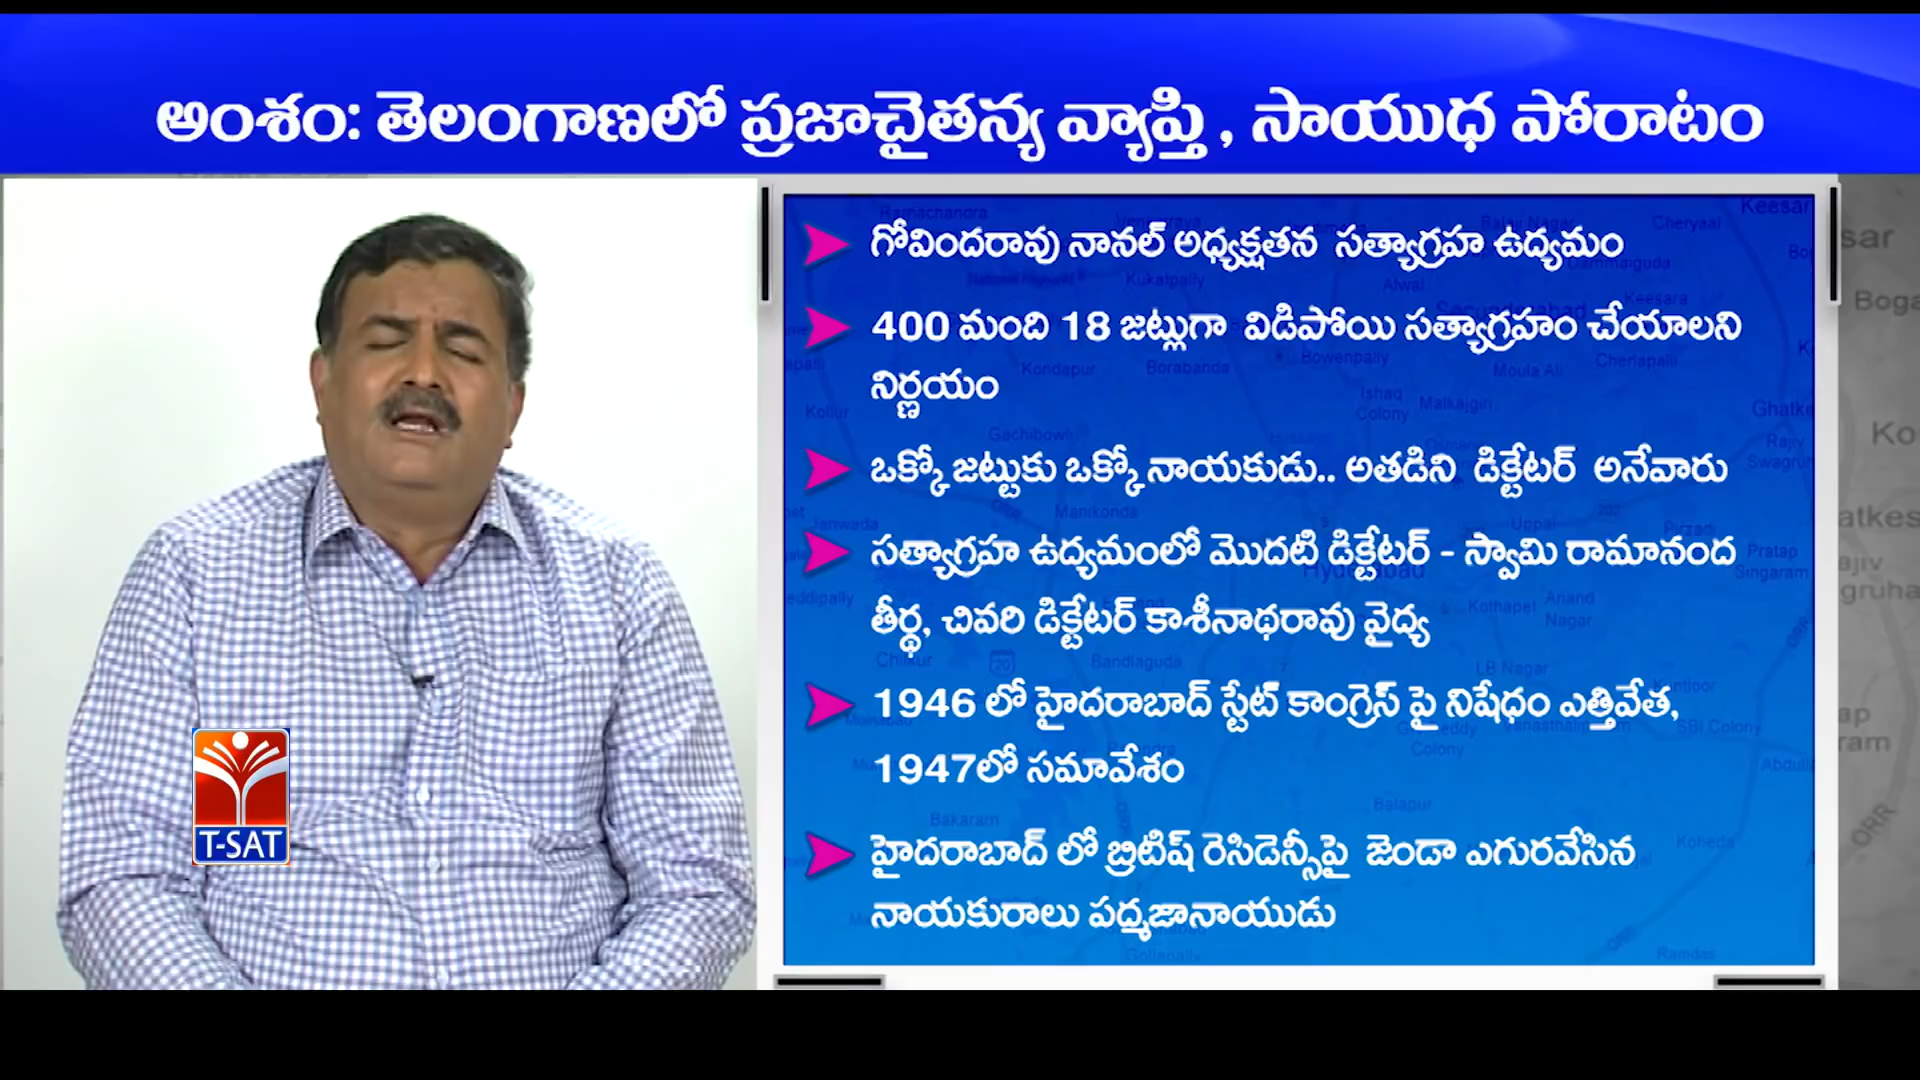 అంశం: తెలంగాణలో ప్రజాచైతన్య వ్యాప్తి, సాయుధ పోరాటం
గోవిందరావు నానల్ అధ్యక్షతన సత్యాగ్రహ ఉద్యమం
400 మంది 18 జట్లుగా విడిపోయి సత్యాగ్రహం చేయాలని
నిర్ణయం
ఒక్కో జట్టుకు ఒక్కో నాయకుడు.. అతడిని డిక్టేటర్ అనేవారు
సత్యాగ్రహ ఉద్యమంలో మొదటి డిక్టేటర్ - స్వామి రామానంద
తీర్థ, చివరి డిక్టేటర్ కాశీనాథరావు వైద్య
1946 లో హైదరాబాద్ స్టేట్ కాంగ్రెస్ పై నిషేధం ఎత్తివేత,
1947లో సమావేశం
హైదరాబాద్ లో బ్రిటిష్ రెసిడెన్సీపై జెండా ఎగురవేసిన
నాయకురాలు పద్మజానాయుడు
T-SAT